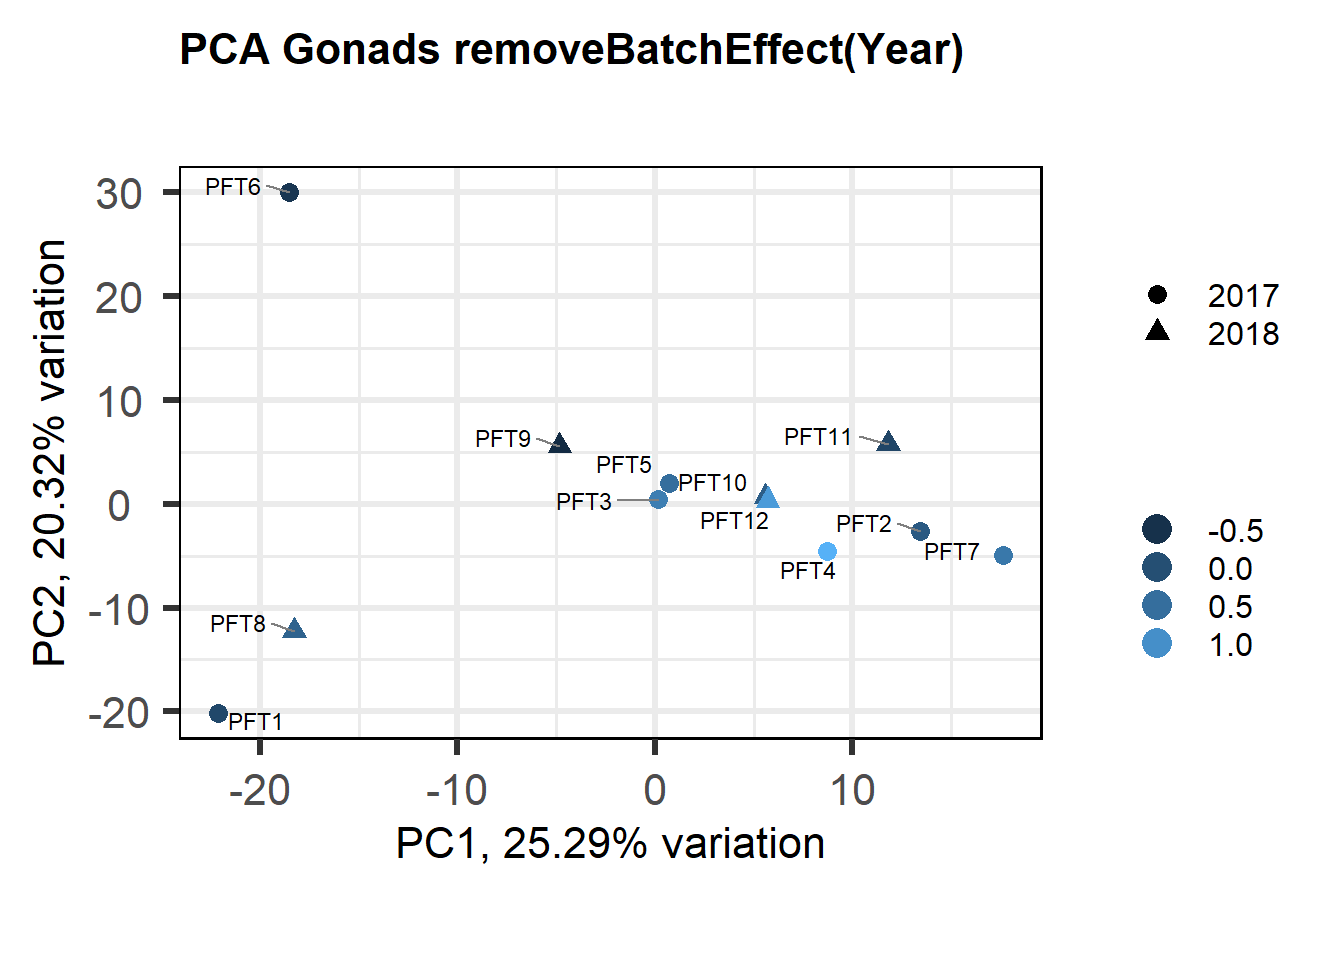 PCA Gonads removeBatchEffect(Year)
PC2, 20.32% variation
30
20
10
0
-10
-20
PFT6
PFT9
PFT11
PFT5
PFT10
PFT3
PFT12
PFT2
PFT7
PFT4
PFT8
PFT1
-20
-10
0
10
PC1, 25.29% variation
2017
2018
-0.5
0.0
0.5
1.0